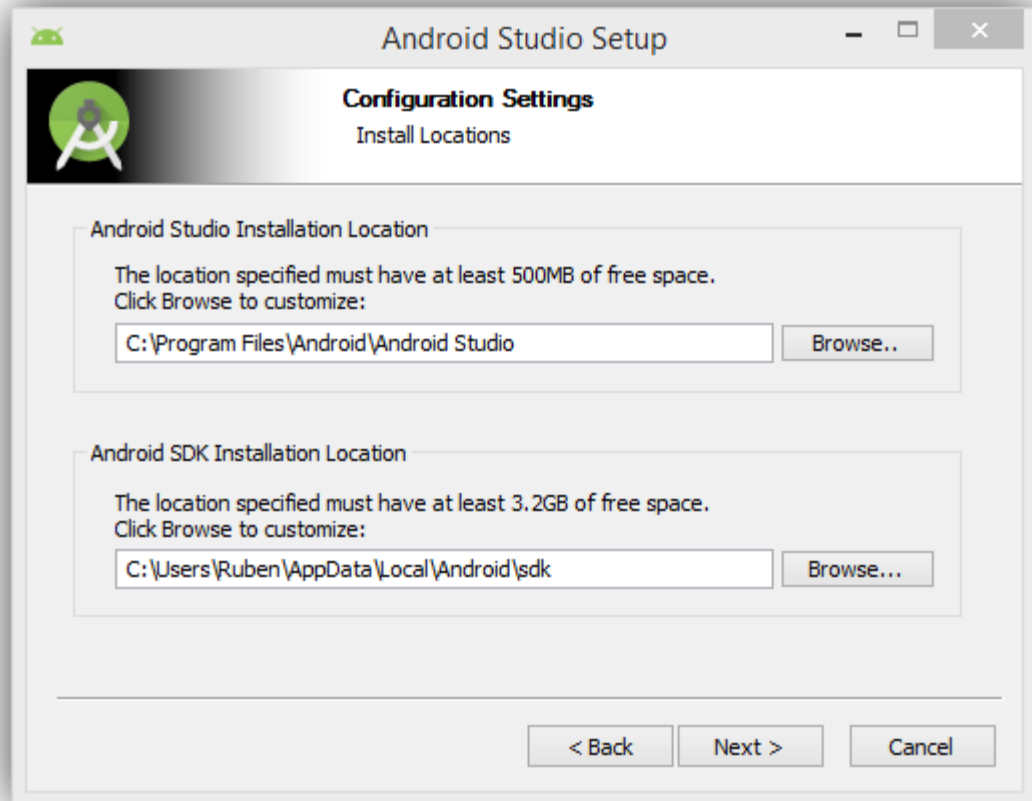 Android Studio Setup
Configuration Settings
Install Locations
Android Studio Installation Location
The location specified must have at least 500MB of free space.
Click Browse to customize:
C:\Program Files\Android\Android Studio
Browse..
Android SDK Installation Location
The location specified must have at least 3.2GB of free space.
Click Browse to customize:
C:\Users\Ruben\AppData\Local\Android\sdk
Browse...
< Back
Next >
Cancel